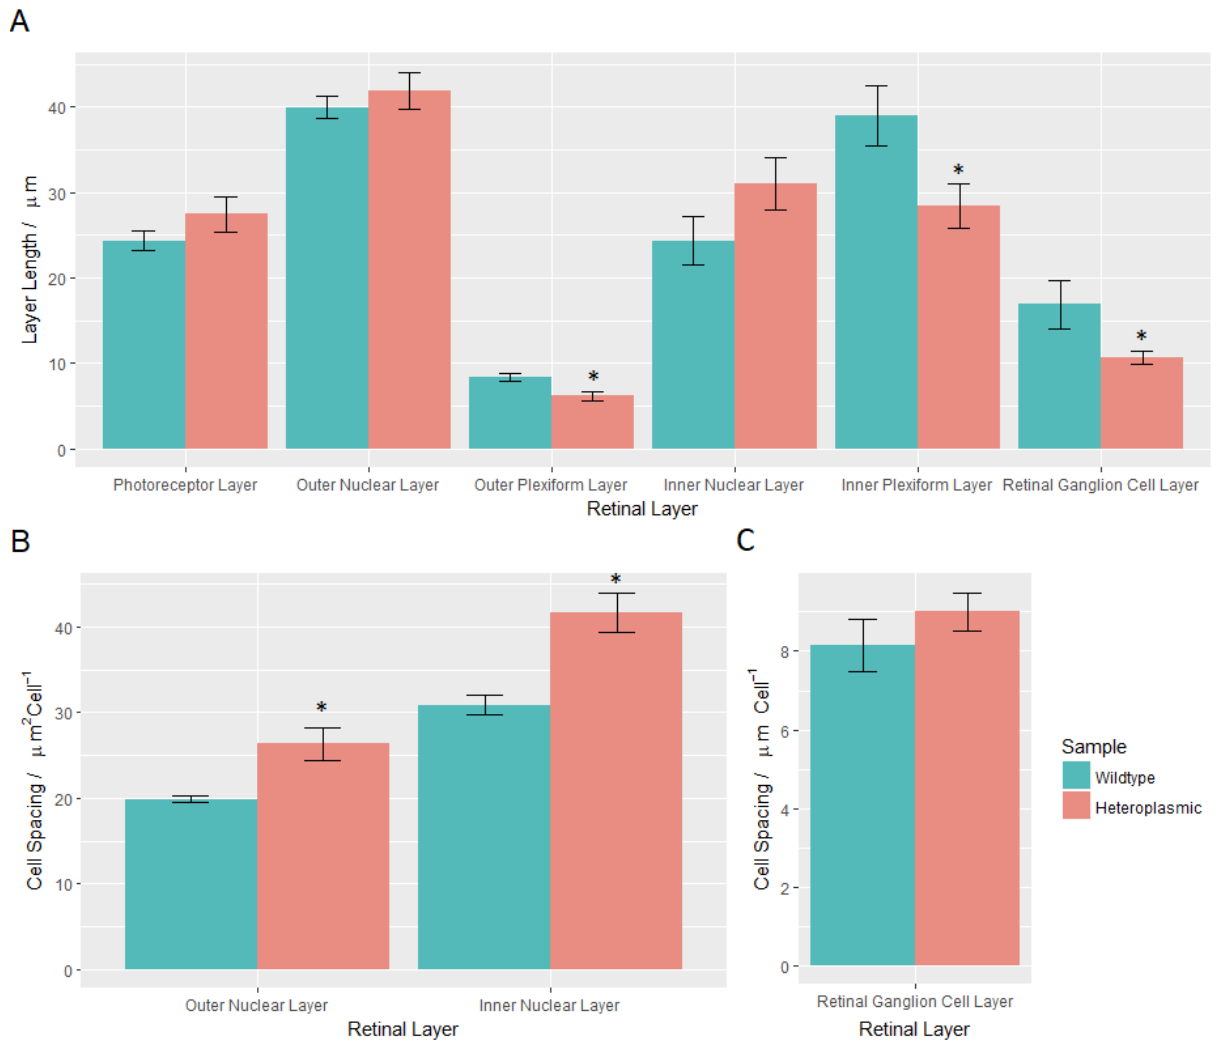 A
Layer Length / μm
40
30
20
10
0
*
*
*
Photoreceptor Layer
Outer Nuclear Layer
Outer Plexiform Layer
Inner Nuclear Layer
Inner Plexiform Layer
Retinal Ganglion Cell Layer
Retinal Layer
B
Cell Spacing / μm²Cell⁻¹
40
30
20
10
0
*
*
Outer Nuclear Layer
Inner Nuclear Layer
Retinal Layer
C
Cell Spacing / μm Cell⁻¹
8
6
4
2
0
Retinal Ganglion Cell Layer
Retinal Layer
Sample
Wildtype
Heteroplasmic